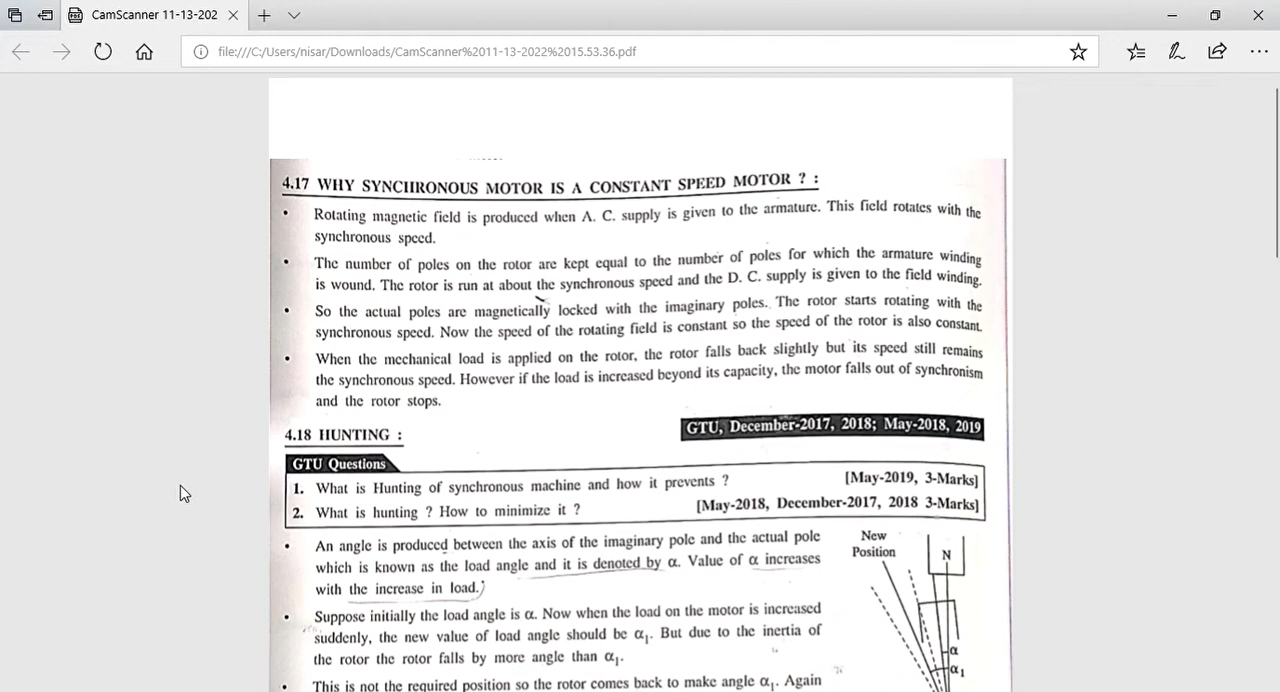 CamScanner 11-13-202
file:///C:/Users/nisar/Downloads/CamScanner%2011-13-2022%2015.53.36.pdf
4.17 WHY SYNCHRONOUS MOTOR IS A CONSTANT SPEED MOTOR ? :
• Rotating magnetic field is produced when A. C. supply is given to the armature. This field rotates with the
synchronous speed.
• The number of poles on the rotor are kept equal to the number of poles for which the armature winding
is wound. The rotor is run at about the synchronous speed and the D. C. supply is given to the field winding.
• So the actual poles are magnetically locked with the imaginary poles. The rotor starts rotating with the
synchronous speed. Now the speed of the rotating field is constant so the speed of the rotor is also constant.
• When the mechanical load is applied on the rotor, the rotor falls back slightly but its speed still remains
the synchronous speed. However if the load is increased beyond its capacity, the motor falls out of synchronism
and the rotor stops.
4.18 HUNTING :
GTU, December-2017, 2018; May-2018, 2019
GTU Questions
1. What is Hunting of synchronous machine and how it prevents ? [May-2019, 3-Marks]
2. What is hunting ? How to minimize it ? [May-2018, December-2017, 2018 3-Marks]
• An angle is produced between the axis of the imaginary pole and the actual pole
which is known as the load angle and it is denoted by α. Value of α increases
with the increase in load.
• Suppose initially the load angle is α. Now when the load on the motor is increased
suddenly, the new value of load angle should be α₁. But due to the inertia of
the rotor the rotor falls by more angle than α₁.
• This is not the required position so the rotor comes back to make angle α₁. Again
New
Position
N
α
α₁